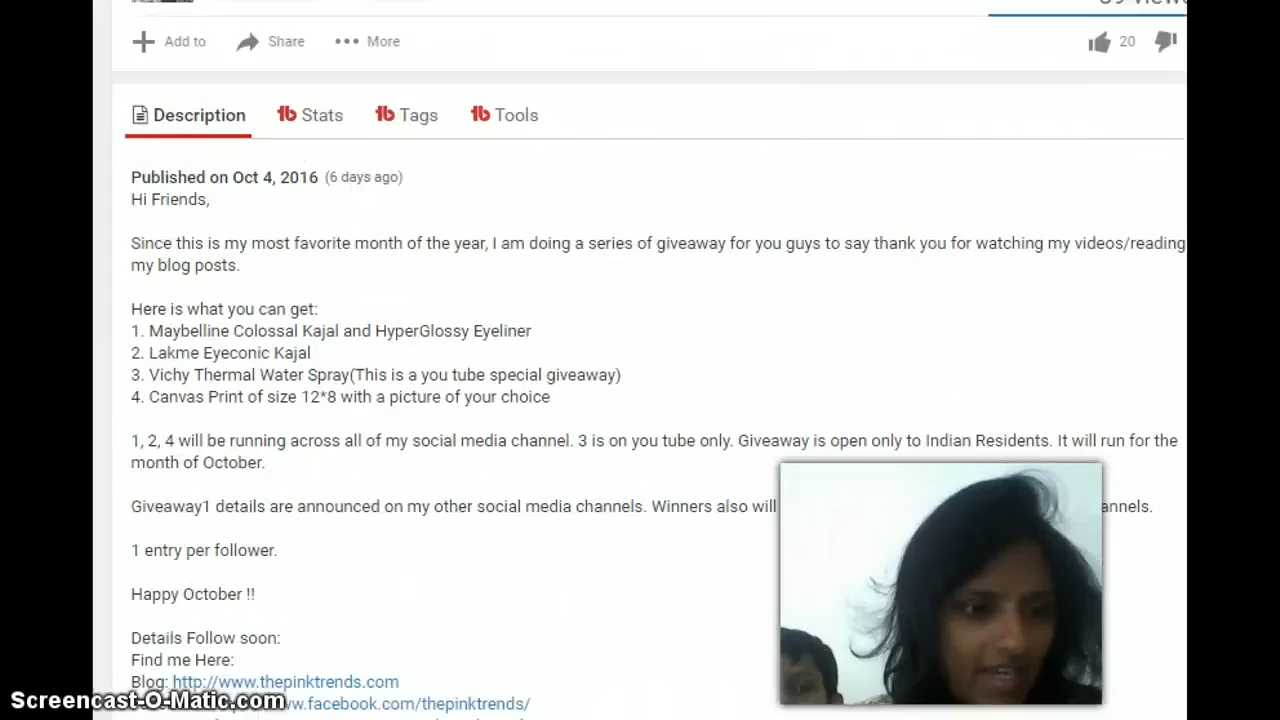 Add to Share More 20
Description Stats Tags Tools
Published on Oct 4, 2016 (6 days ago)
Hi Friends,
Since this is my most favorite month of the year, I am doing a series of giveaway for you guys to say thank you for watching my videos/reading
my blog posts.
Here is what you can get:
1. Maybelline Colossal Kajal and HyperGlossy Eyeliner
2. Lakme Eyeconic Kajal
3. Vichy Thermal Water Spray(This is a you tube special giveaway)
4. Canvas Print of size 12*8 with a picture of your choice
1, 2, 4 will be running across all of my social media channel. 3 is on you tube only. Giveaway is open only to Indian Residents. It will run for the
month of October.
Giveaway1 details are announced on my other social media channels. Winners also will
1 entry per follower.
Happy October !!
Details Follow soon:
Find me Here:
Blog: http://www.thepinktrends.com
Screencast-O-Matic.com
.facebook.com/thepinktrends/